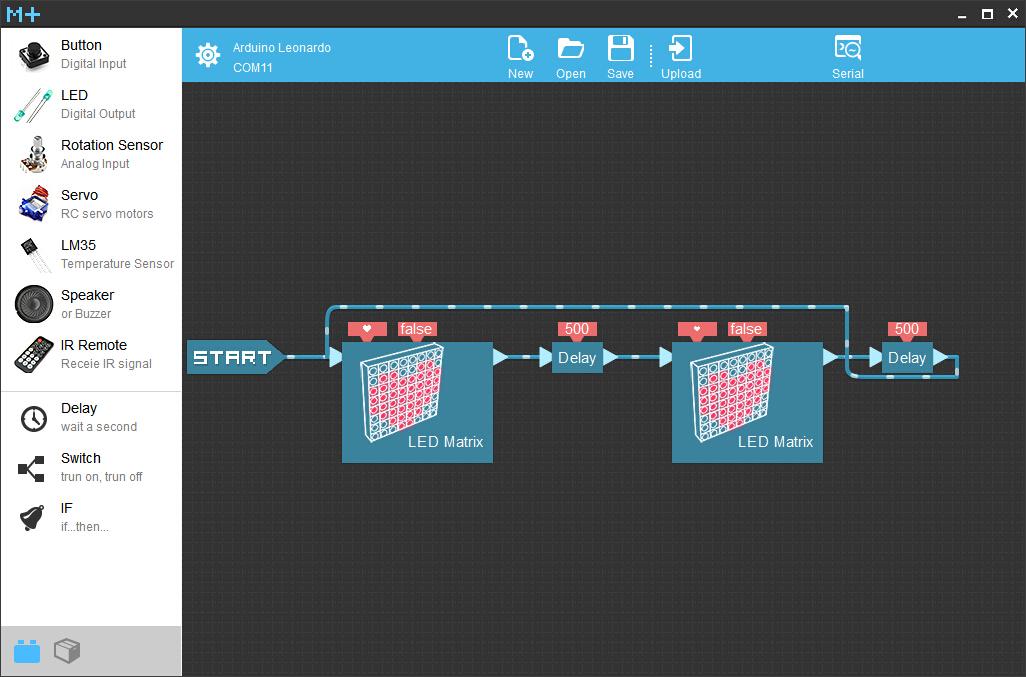 M+
Arduino Leonardo
COM11
New
Open
Save
Upload
Serial
Button
Digital Input
LED
Digital Output
Rotation Sensor
Analog Input
Servo
RC servo motors
LM35
Temperature Sensor
Speaker
or Buzzer
IR Remote
Receie IR signal
Delay
wait a second
Switch
trun on, trun off
IF
if...then...
START
false
LED Matrix
500
Delay
false
LED Matrix
500
Delay